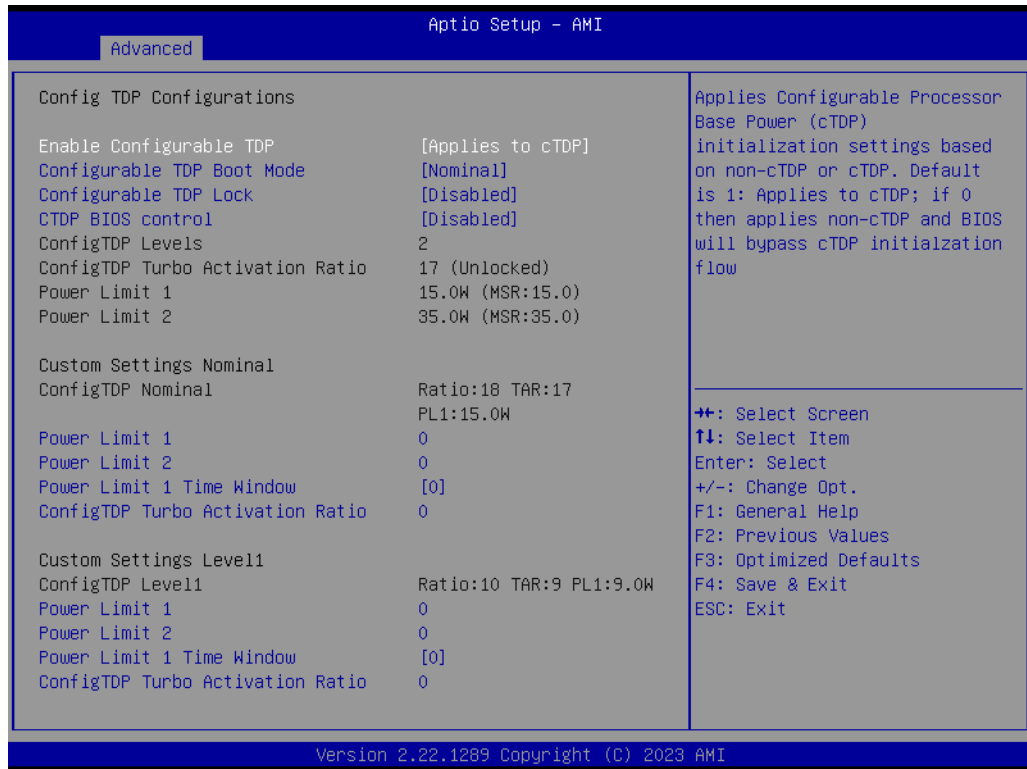 Aptio Setup – AMI
Advanced
Config TDP Configurations
Enable Configurable TDP [Applies to cTDP]
Configurable TDP Boot Mode [Nominal]
Configurable TDP Lock [Disabled]
CTDP BIOS control [Disabled]
ConfigTDP Levels 2
ConfigTDP Turbo Activation Ratio 17 (Unlocked)
Power Limit 1 15.0W (MSR:15.0)
Power Limit 2 35.0W (MSR:35.0)
Custom Settings Nominal
ConfigTDP Nominal Ratio:18 TAR:17
PL1:15.0W
Power Limit 1 0
Power Limit 2 0
Power Limit 1 Time Window [0]
ConfigTDP Turbo Activation Ratio 0
Custom Settings Level1
ConfigTDP Level1 Ratio:10 TAR:9 PL1:9.0W
Power Limit 1 0
Power Limit 2 0
Power Limit 1 Time Window [0]
ConfigTDP Turbo Activation Ratio 0
Applies Configurable Processor
Base Power (cTDP)
initialization settings based
on non-cTDP or cTDP. Default
is 1: Applies to cTDP; if 0
then applies non-cTDP and BIOS
will bypass cTDP initialzation
flow
→←: Select Screen
↑↓: Select Item
Enter: Select
+/-: Change Opt.
F1: General Help
F2: Previous Values
F3: Optimized Defaults
F4: Save & Exit
ESC: Exit
Version 2.22.1289 Copyright (C) 2023 AMI